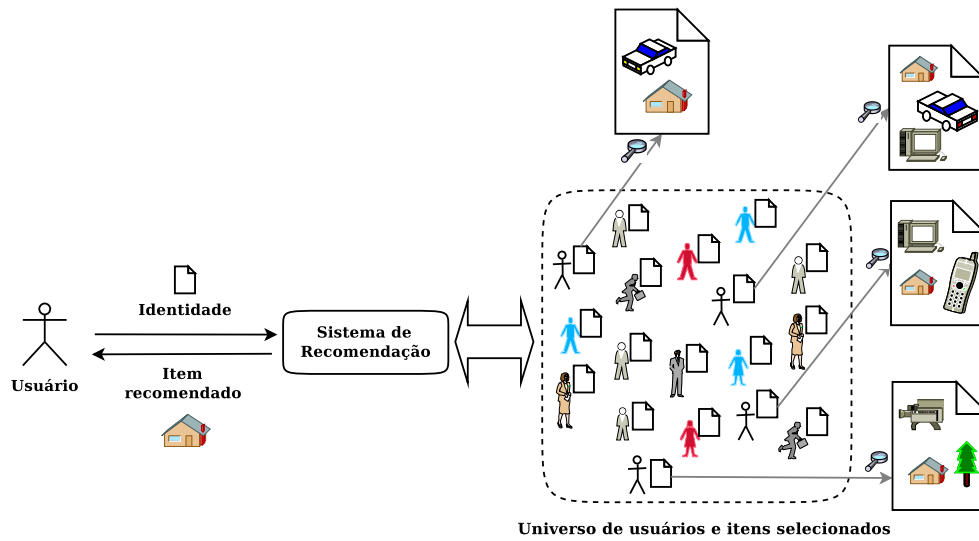 Identidade
Sistema de
Recomendação
Usuário
Item
recomendado
Universo de usuários e itens selecionados